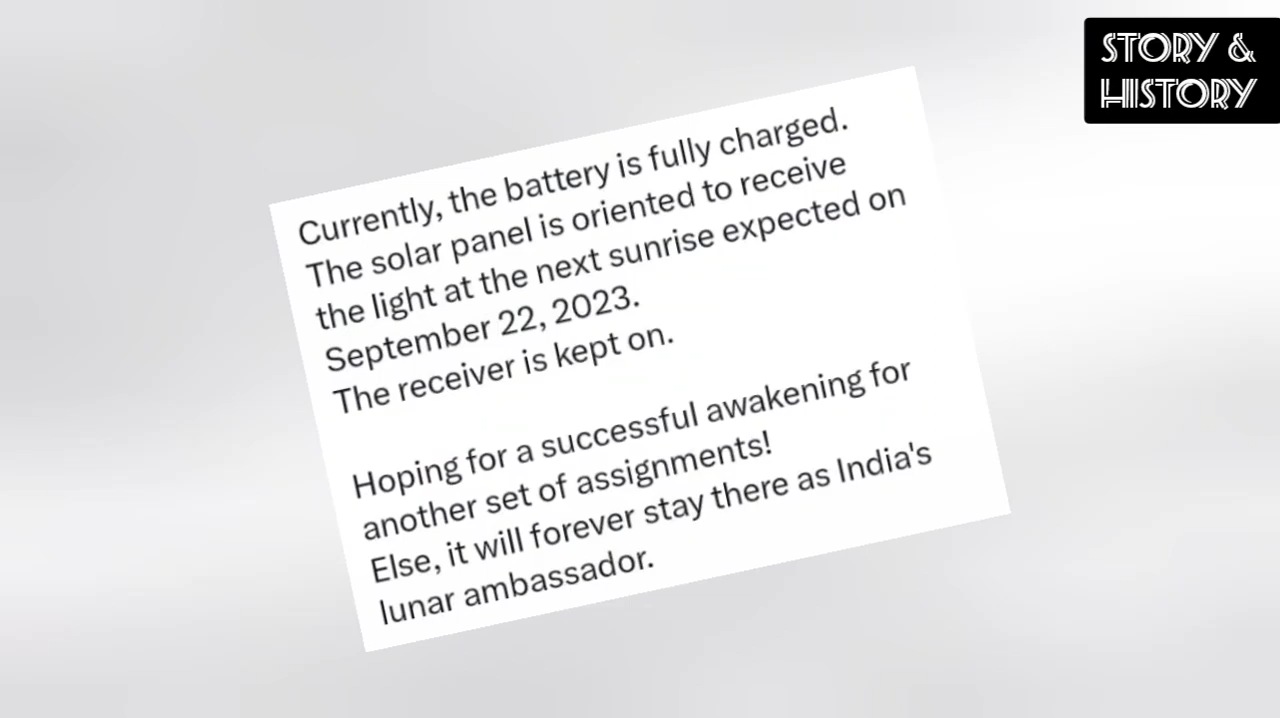 STORY &
HISTORY
Currently, the battery is fully charged.
The solar panel is oriented to receive
the light at the next sunrise expected on
September 22, 2023.
The receiver is kept on.
Hoping for a successful awakening for
another set of assignments!
Else, it will forever stay there as India's
lunar ambassador.